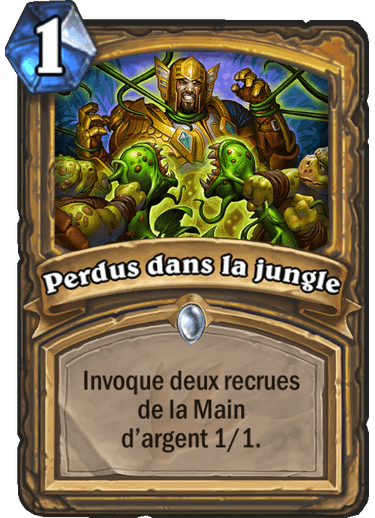 1
Perdus dans la jungle
Invoque deux recrues
de la Main
d'argent 1/1.